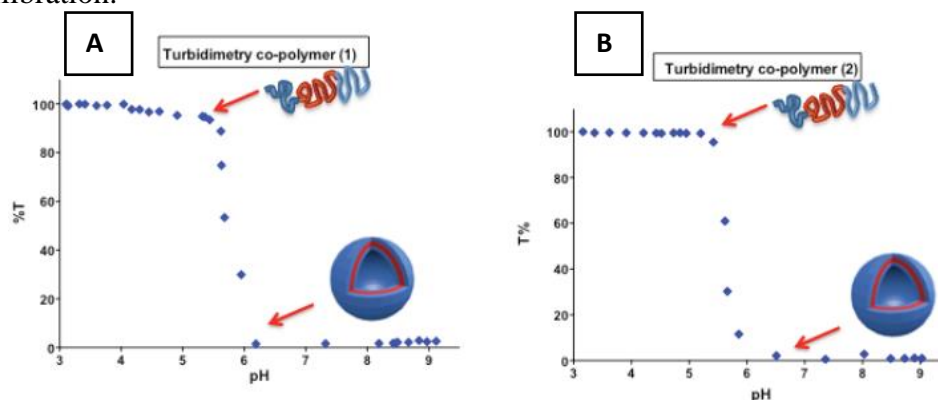 A
Turbidimetry co-polymer (1)
100
80
60
40
20
0
%T
3 4 5 6 7 8 9
pH
B
Turbidimetry co-polymer (2)
100
80
60
40
20
0
T%
3 4 5 6 7 8 9
pH